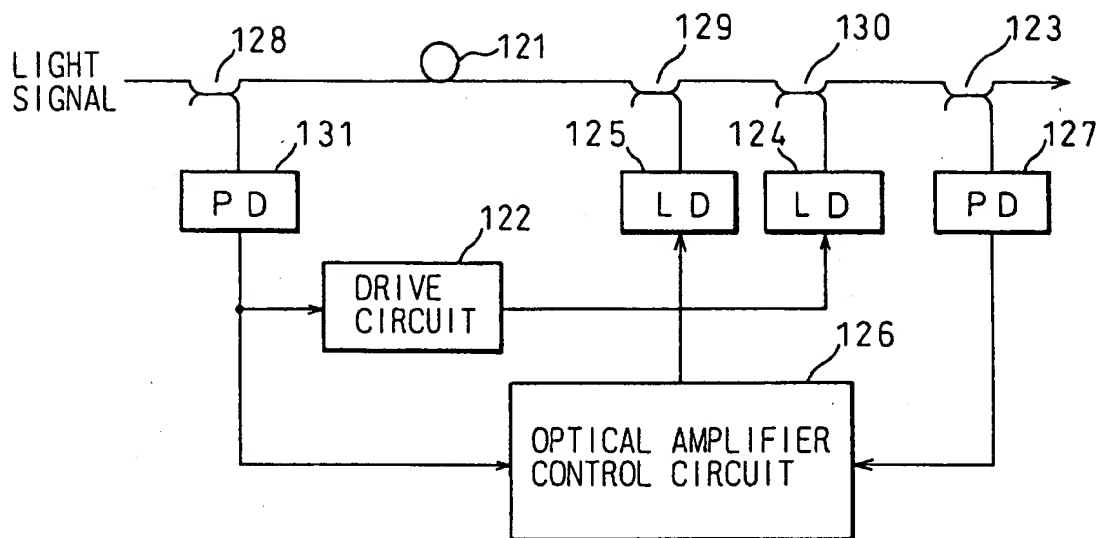 128
121
129
130
123
LIGHT
SIGNAL
131
125
124
127
PD
LD
LD
PD
122
DRIVE
CIRCUIT
126
OPTICAL AMPLIFIER
CONTROL CIRCUIT